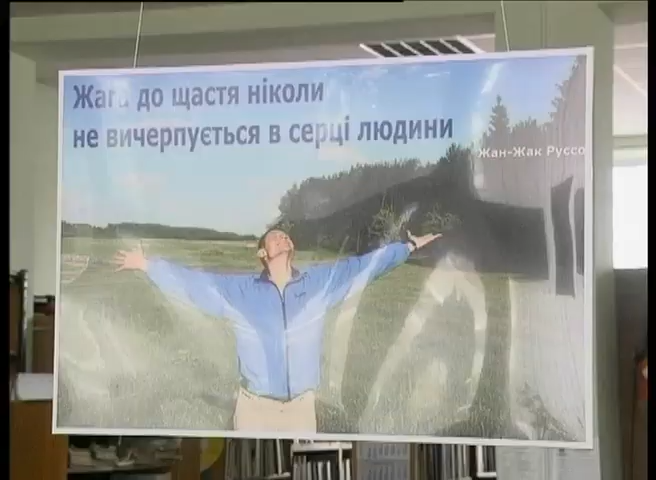 Жага до щастя ніколи
не вичерпується в серці людини
Жан-Жак Руссо